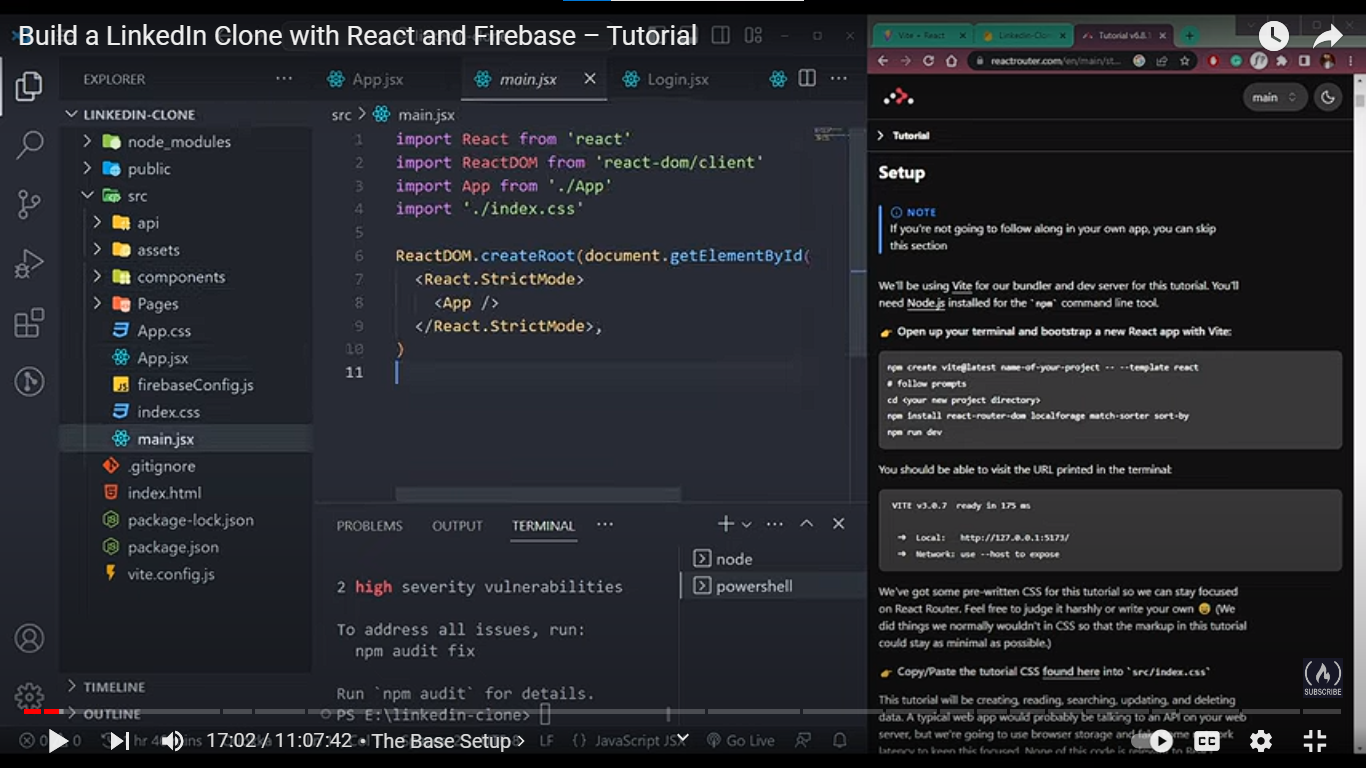 Build a LinkedIn Clone with React and Firebase – Tutorial
EXPLORER
LINKEDIN-CLONE
node_modules
public
src
api
assets
components
Pages
App.css
App.jsx
firebaseConfig.js
index.css
main.jsx
.gitignore
index.html
package-lock.json
package.json
vite.config.js
TIMELINE
OUTLINE
App.jsx
main.jsx
Login.jsx
src > main.jsx
1 import React from 'react'
2 import ReactDOM from 'react-dom/client'
3 import App from './App'
4 import './index.css'
5
6 ReactDOM.createRoot(document.getElementById(
7 <React.StrictMode>
8 <App />
9 </React.StrictMode>,
10 )
11
PROBLEMS OUTPUT TERMINAL
2 high severity vulnerabilities
To address all issues, run:
npm audit fix
Run `npm audit` for details.
PS E:\linkedin-clone>
node
powershell
17:02 / 11:07:42 • The Base Setup >
LF {} JavaScript JSX Go Live
CC
Vite + React
Linkedin-Clon
Tutorial v6.8.1
reactrouter.com/en/main/st...
main
Tutorial
Setup
NOTE
If you're not going to follow along in your own app, you can skip
this section
We'll be using Vite for our bundler and dev server for this tutorial. You'll
need Node.js installed for the `npm` command line tool.
👉 Open up your terminal and bootstrap a new React app with Vite:
npm create vite@latest name-of-your-project -- --template react
# follow prompts
cd <your new project directory>
npm install react-router-dom localforage match-sorter sort-by
npm run dev
You should be able to visit the URL printed in the terminal:
VITE v3.0.7 ready in 175 ms
➜ Local: http://127.0.0.1:5173/
➜ Network: use --host to expose
We've got some pre-written CSS for this tutorial so we can stay focused
on React Router. Feel free to judge it harshly or write your own 😅 (We
did things we normally wouldn't in CSS so that the markup in this tutorial
could stay as minimal as possible.)
👉 Copy/Paste the tutorial CSS found here into `src/index.css`
This tutorial will be creating, reading, searching, updating, and deleting
data. A typical web app would probably be talking to an API on your web
server, but we're going to use browser storage and
latency to keep this focused. None of this code is
SUBSCRIBE